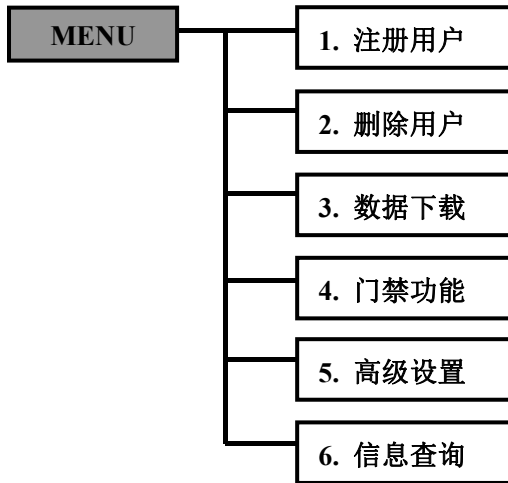 MENU
1. 注册用户
2. 删除用户
3. 数据下载
4. 门禁功能
5. 高级设置
6. 信息查询